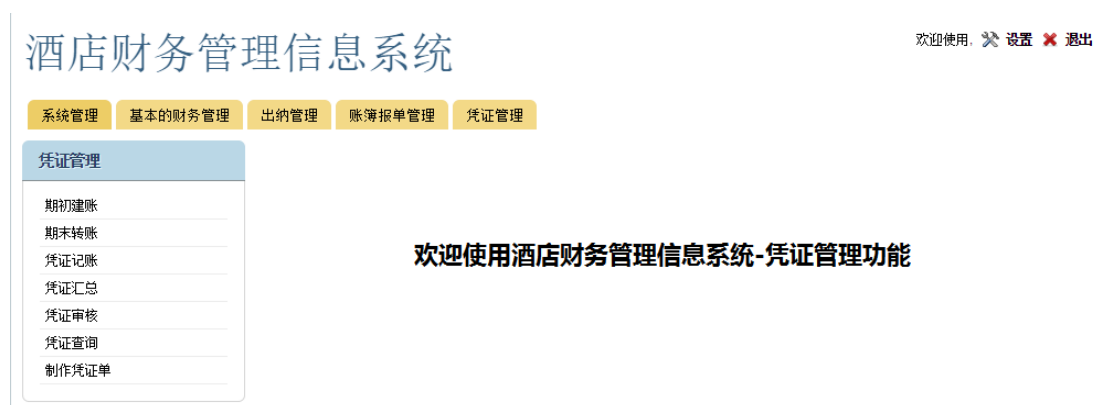 酒店财务管理信息系统
欢迎使用, 设置 退出
系统管理 基本的财务管理 出纳管理 账簿报单管理 凭证管理
凭证管理
期初建账
期末转账
凭证记账
凭证汇总
凭证审核
凭证查询
制作凭证单
欢迎使用酒店财务管理信息系统-凭证管理功能